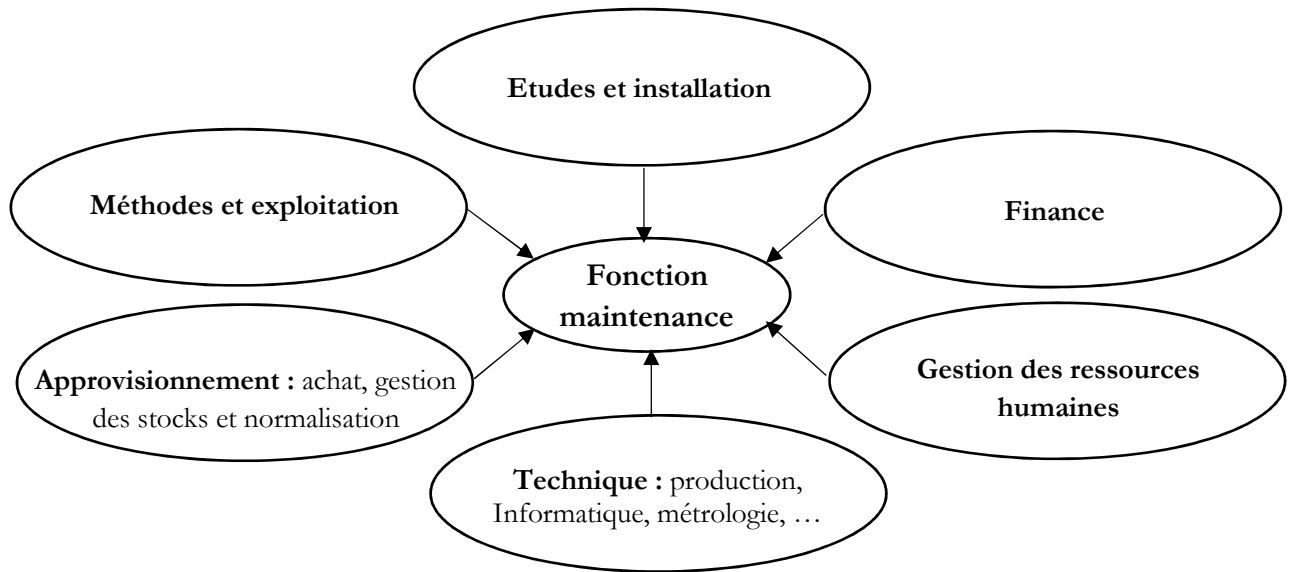 Etudes et installation
Méthodes et exploitation
Finance
Fonction
maintenance
Approvisionnement : achat, gestion
des stocks et normalisation
Gestion des ressources
humaines
Technique : production,
Informatique, métrologie, …